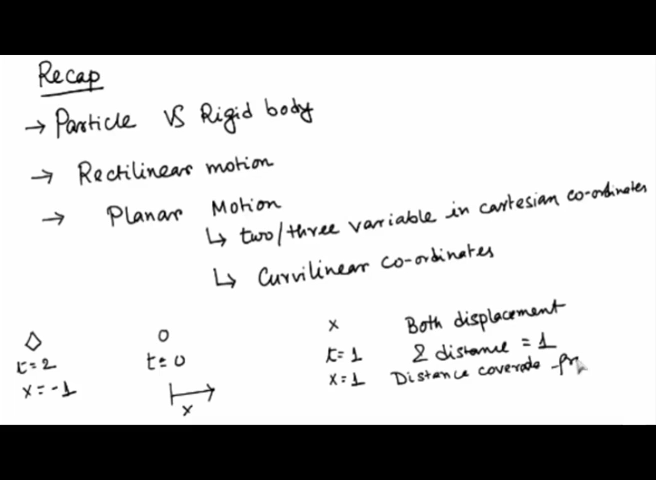 Recap
→ Particle VS Rigid body
→ Rectilinear motion
→ Planar Motion
↳ two/three variable in cartesian co-ordinates
↳ Curvilinear co-ordinates
◇ O x Both displacement
t=2 t=0 t=1 & distance = 1
x=-1 x x=1 Distance